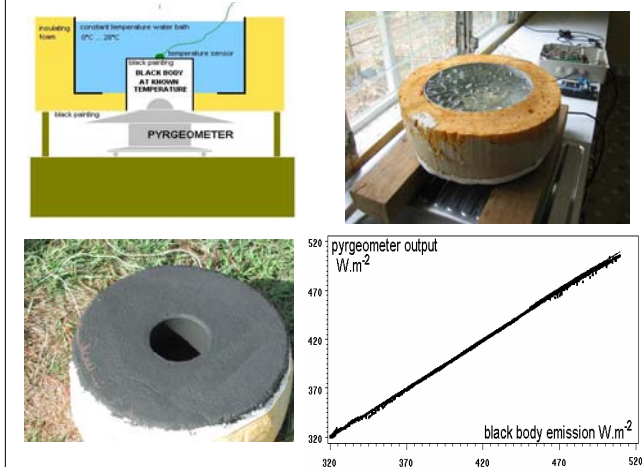 insulating
foam
constant temperature water bath
0°C ... 26°C
temperature sensor
black painting
BLACK BODY
AT KNOWN
TEMPERATURE
black painting
PYRGEOMETER
520
pyrgeometer output
W.m-2
470
420
370
320
black body emission W.m-2
320
370
420
470
520